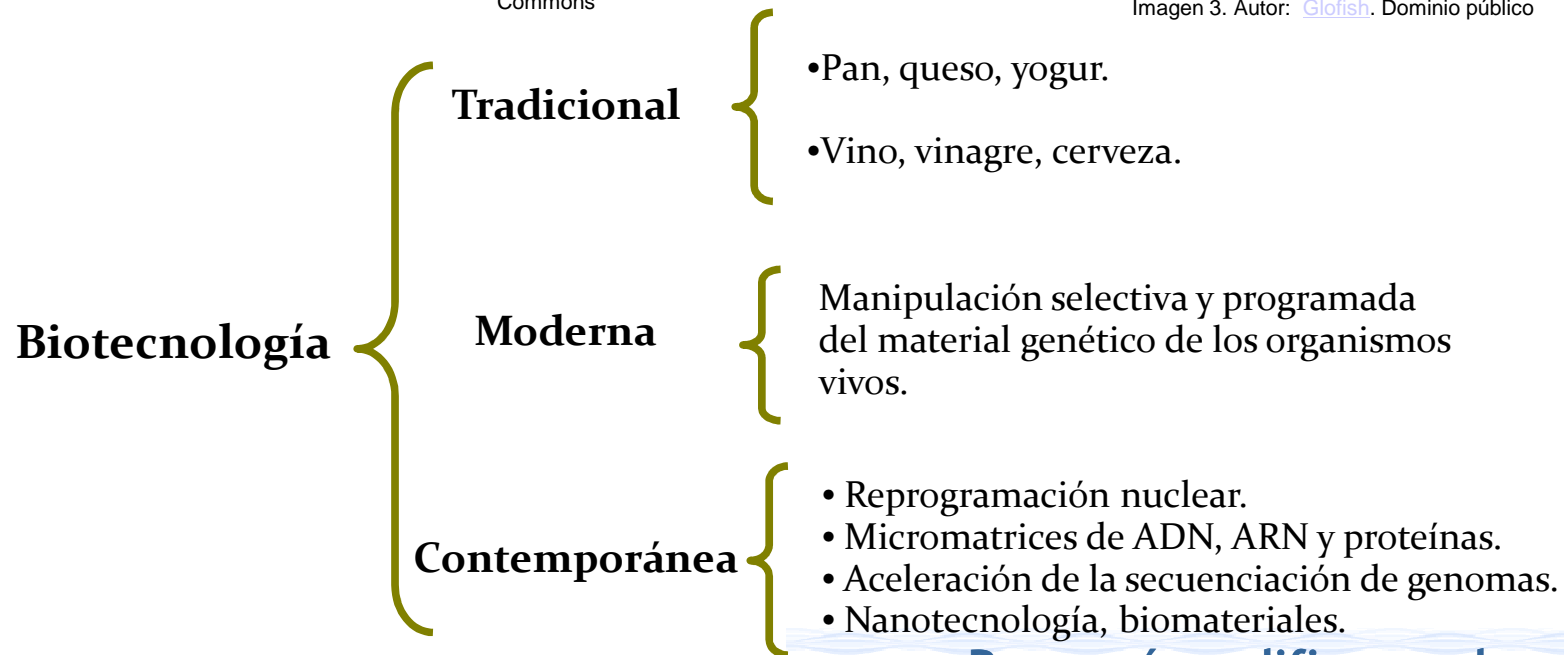 Commons
Imagen 3. Autor: Glofish. Dominio público
Biotecnología
Tradicional
•Pan, queso, yogur.
•Vino, vinagre, cerveza.
Moderna
Manipulación selectiva y programada
del material genético de los organismos
vivos.
Contemporánea
• Reprogramación nuclear.
• Micromatrices de ADN, ARN y proteínas.
• Aceleración de la secuenciación de genomas.
• Nanotecnología, biomateriales.